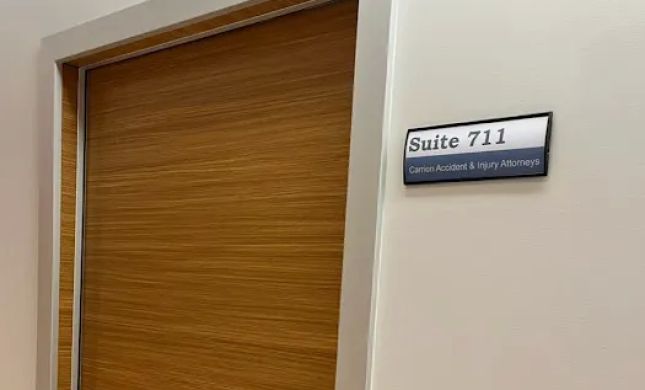 Suite 711
Carrion Accident & Injury Attorneys